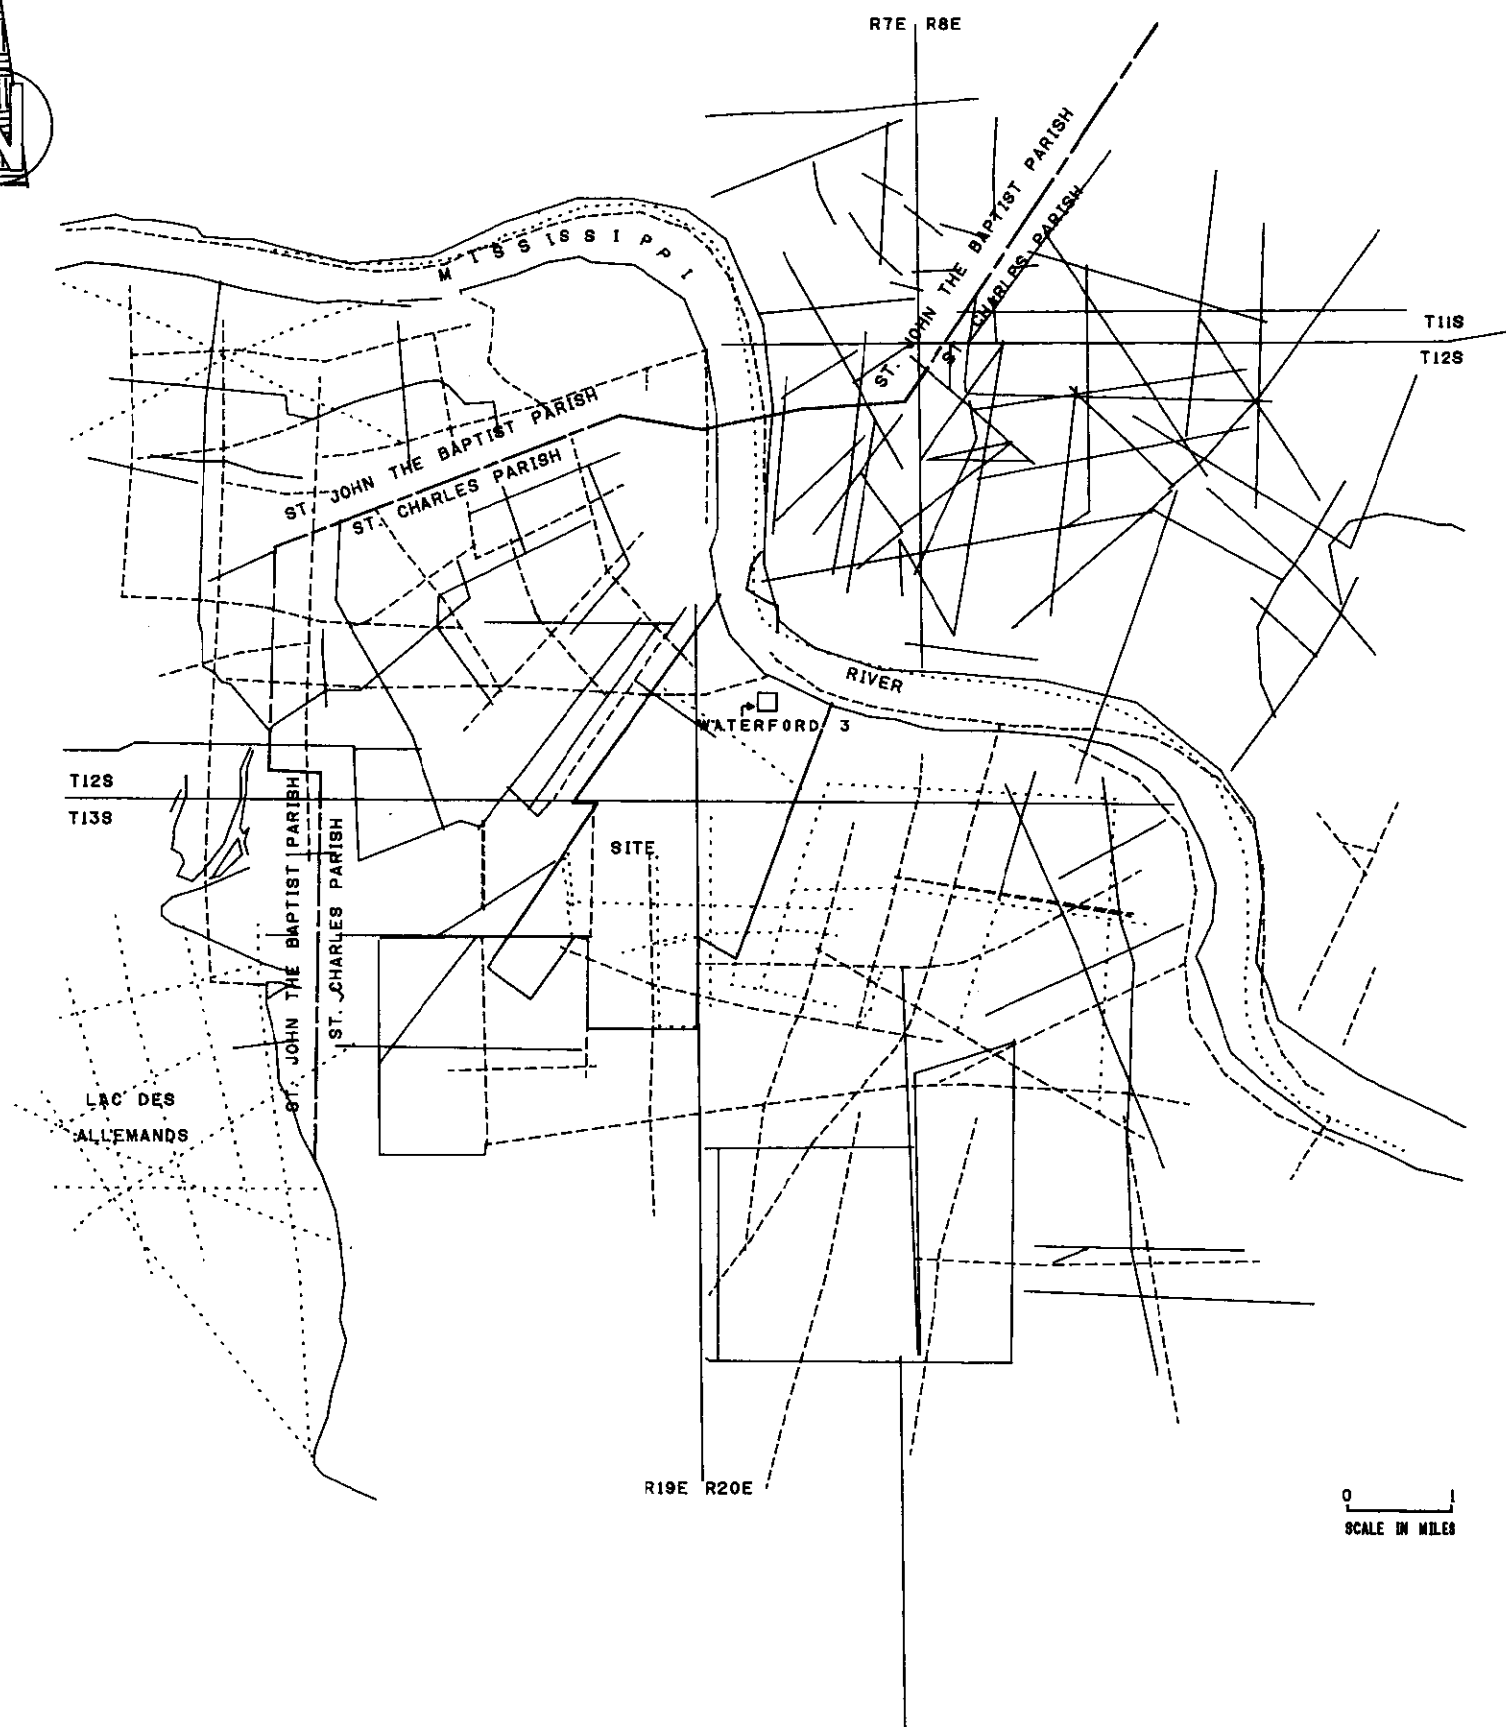 R7E R8E
ST. JOHN THE BAPTIST PARISH
ST. CHARLES PARISH
MISSISSIPPI
T11S
T12S
ST. JOHN THE BAPTIST PARISH
ST. CHARLES PARISH
RIVER
WATERFORD 3
T12S
T13S
SITE
ST. JOHN THE BAPTIST PARISH
ST. CHARLES PARISH
LAC DES
ALLEMANDS
R19E R20E
0 1
SCALE IN MILES